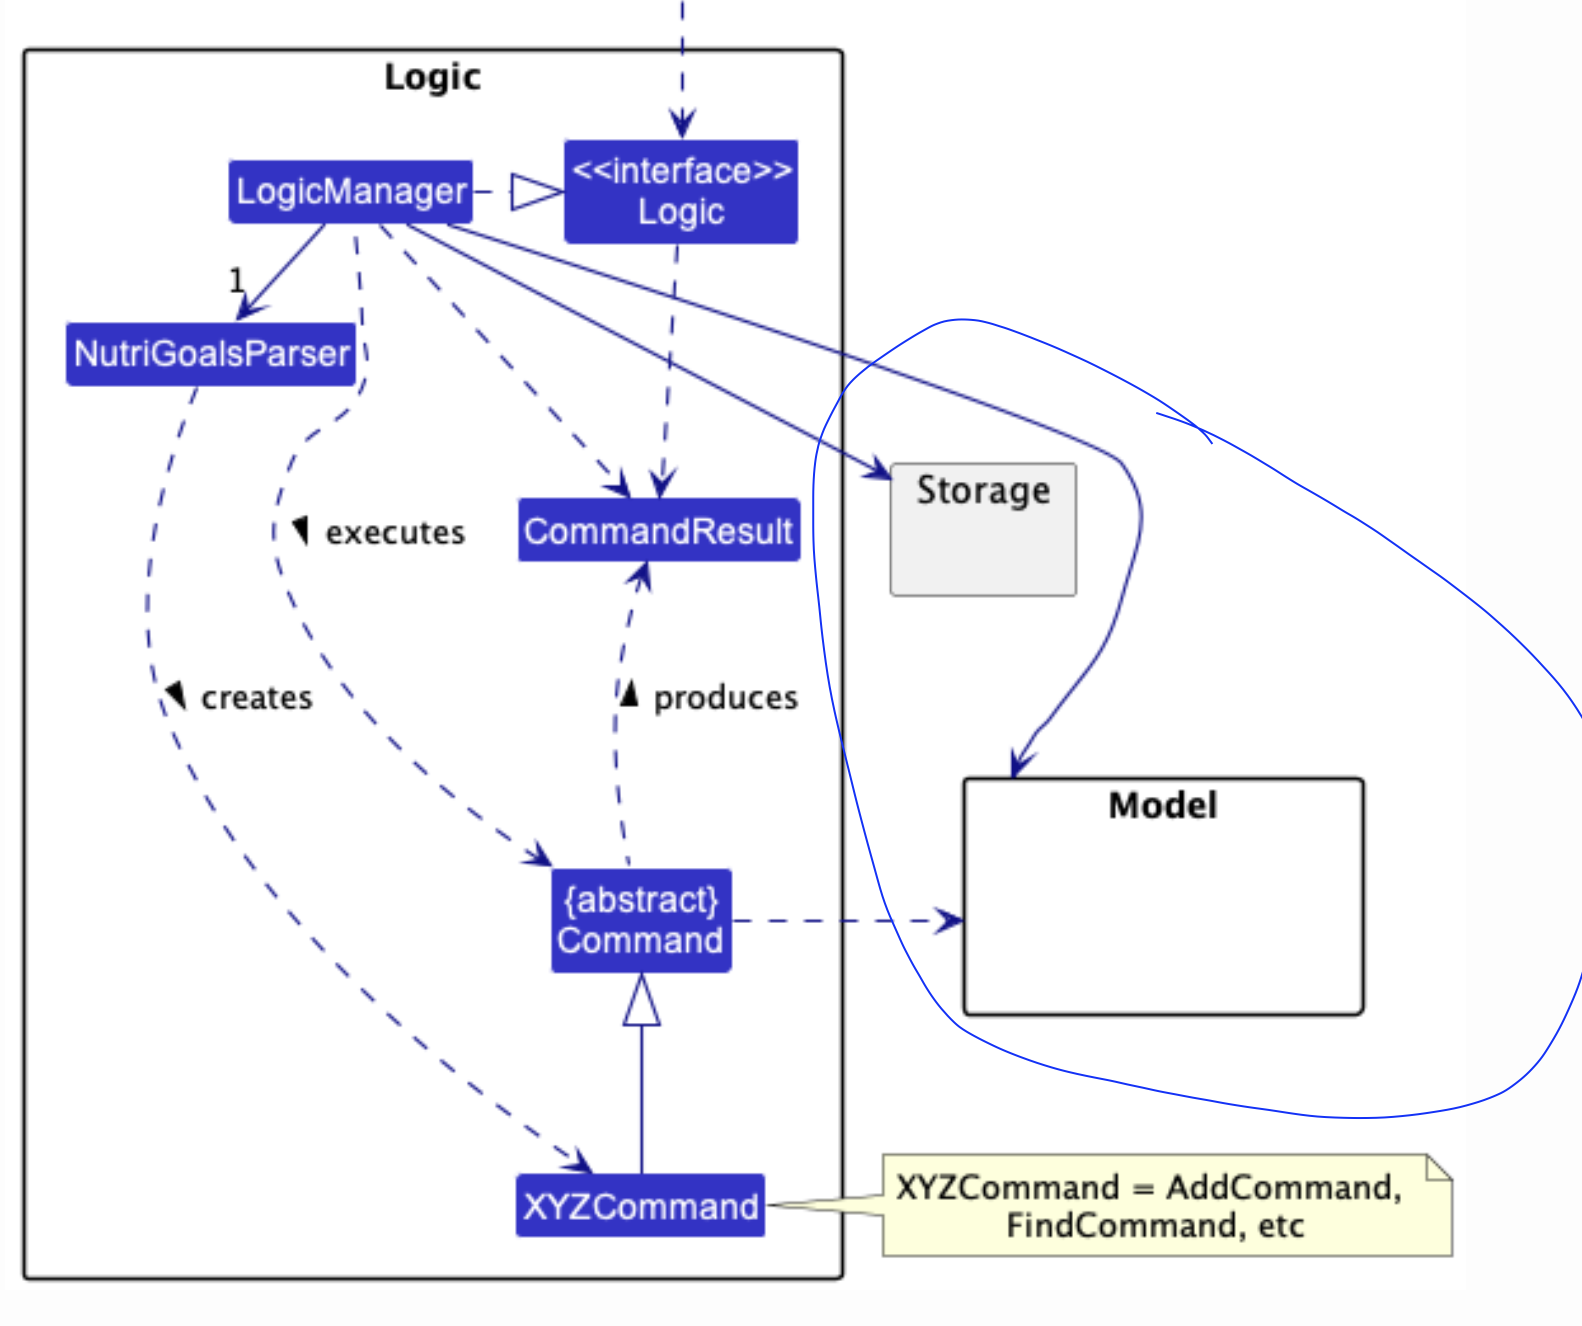 Logic
LogicManager
<<interface>>
Logic
1
NutriGoalsParser
Storage
executes
CommandResult
creates
produces
Model
{abstract}
Command
XYZCommand
XYZCommand = AddCommand,
FindCommand, etc